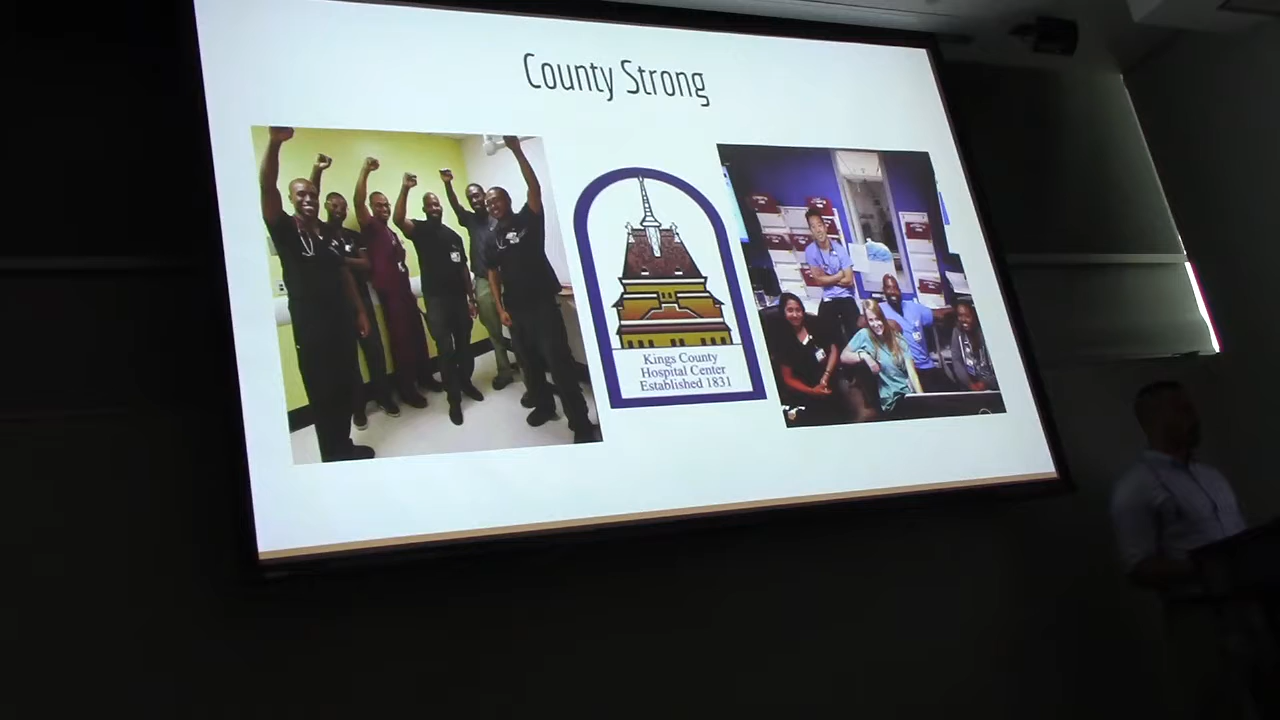 County Strong
Kings County
Hospital Center
Established 1831